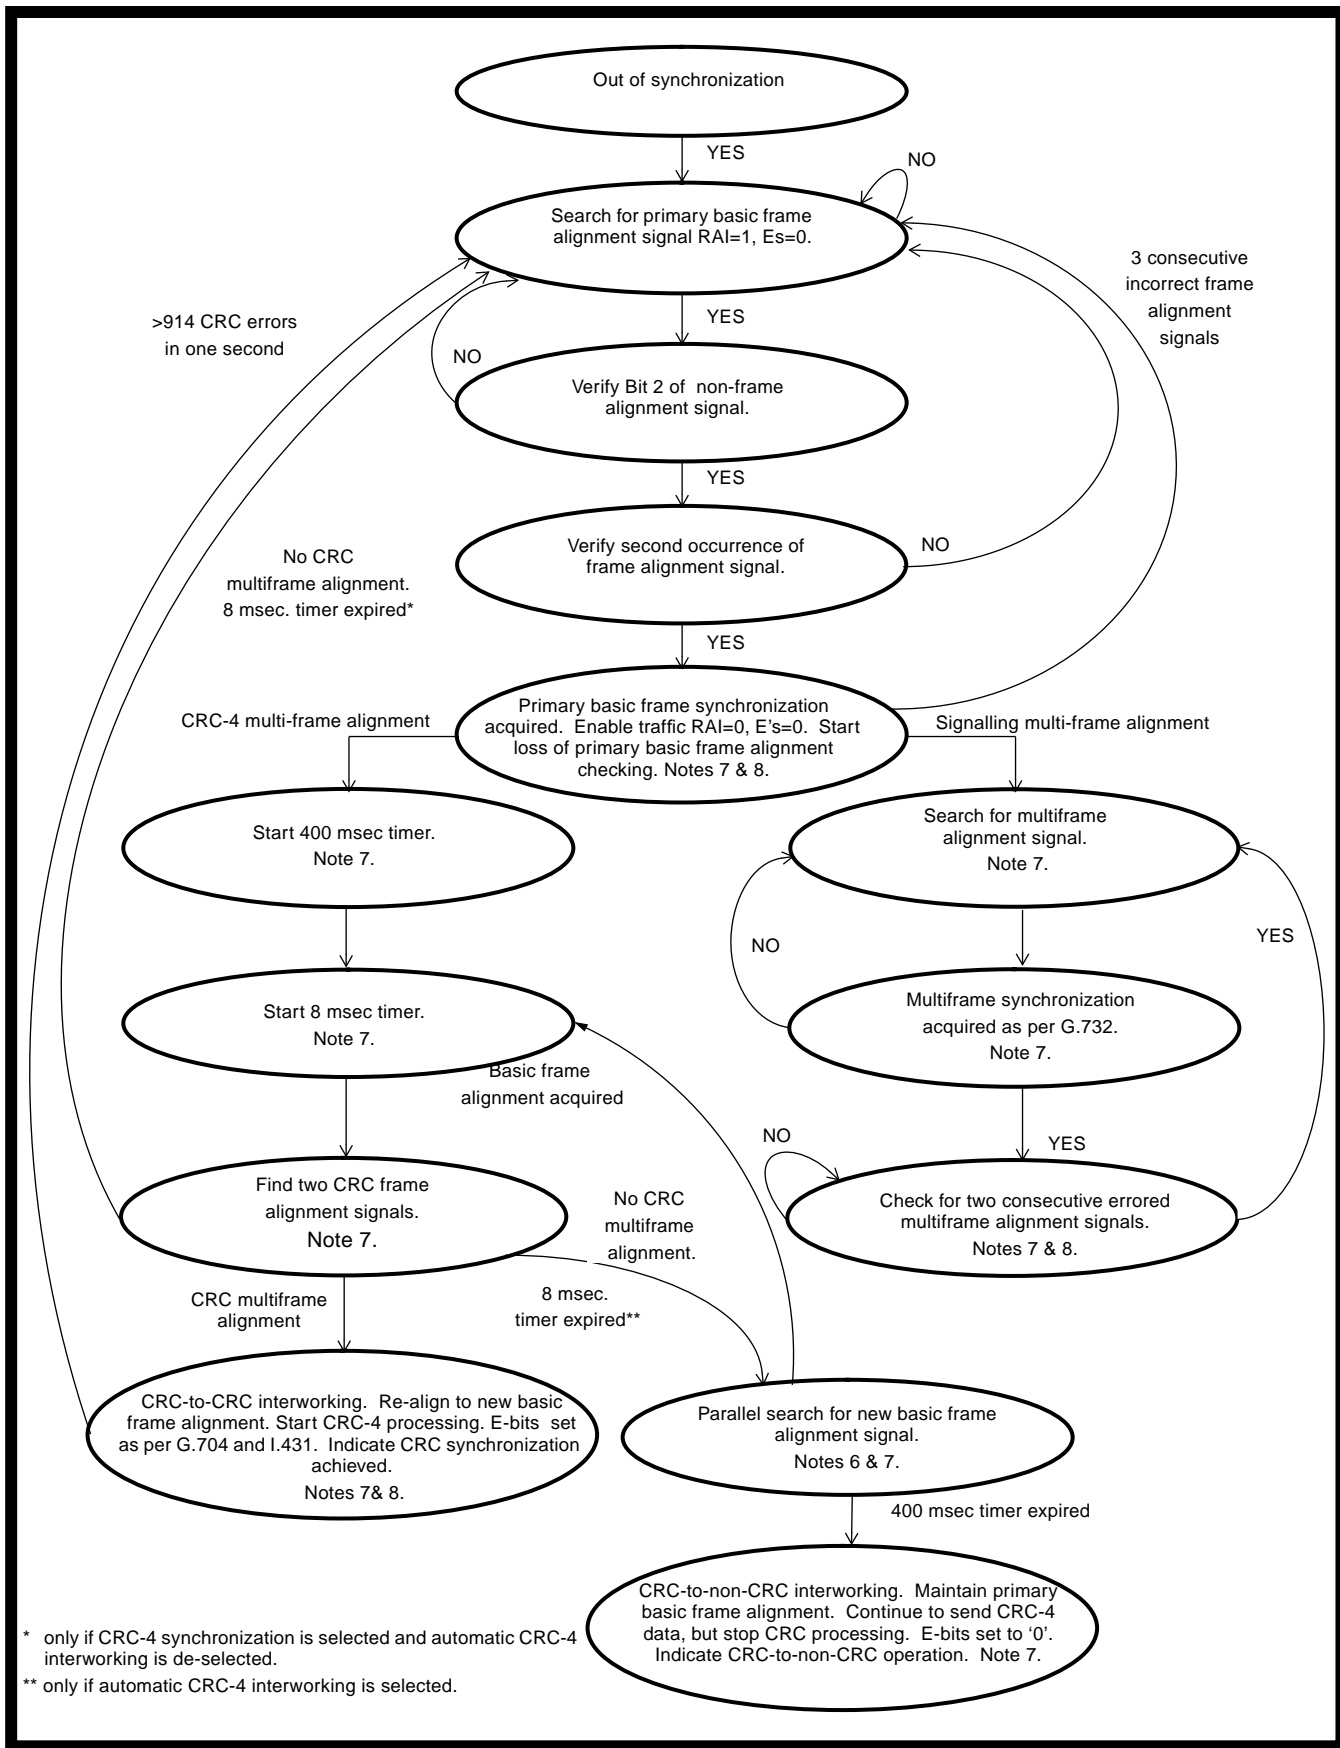 Out of synchronization
YES
NO
Search for primary basic frame
alignment signal RAI=1, Es=0.
3 consecutive
incorrect frame
alignment
signals
>914 CRC errors
in one second
YES
NO
Verify Bit 2 of non-frame
alignment signal.
YES
No CRC
multiframe alignment.
8 msec. timer expired*
Verify second occurrence of
frame alignment signal.
NO
YES
CRC-4 multi-frame alignment
Primary basic frame synchronization
acquired. Enable traffic RAI=0, E's=0. Start
loss of primary basic frame alignment
checking. Notes 7 & 8.
Signalling multi-frame alignment
Start 400 msec timer.
Note 7.
Search for multiframe
alignment signal.
Note 7.
NO
YES
Start 8 msec timer.
Note 7.
Multiframe synchronization
acquired as per G.732.
Note 7.
Basic frame
alignment acquired
NO
YES
Find two CRC frame
alignment signals.
Note 7.
No CRC
multiframe
alignment.
Check for two consecutive errored
multiframe alignment signals.
Notes 7 & 8.
CRC multiframe
alignment
8 msec.
timer expired**
CRC-to-CRC interworking. Re-align to new basic
frame alignment. Start CRC-4 processing. E-bits set
as per G.704 and I.431. Indicate CRC synchronization
achieved.
Notes 7& 8.
Parallel search for new basic frame
alignment signal.
Notes 6 & 7.
400 msec timer expired
CRC-to-non-CRC interworking. Maintain primary
basic frame alignment. Continue to send CRC-4
data, but stop CRC processing. E-bits set to ‘0’.
Indicate CRC-to-non-CRC operation. Note 7.
* only if CRC-4 synchronization is selected and automatic CRC-4
interworking is de-selected.
** only if automatic CRC-4 interworking is selected.